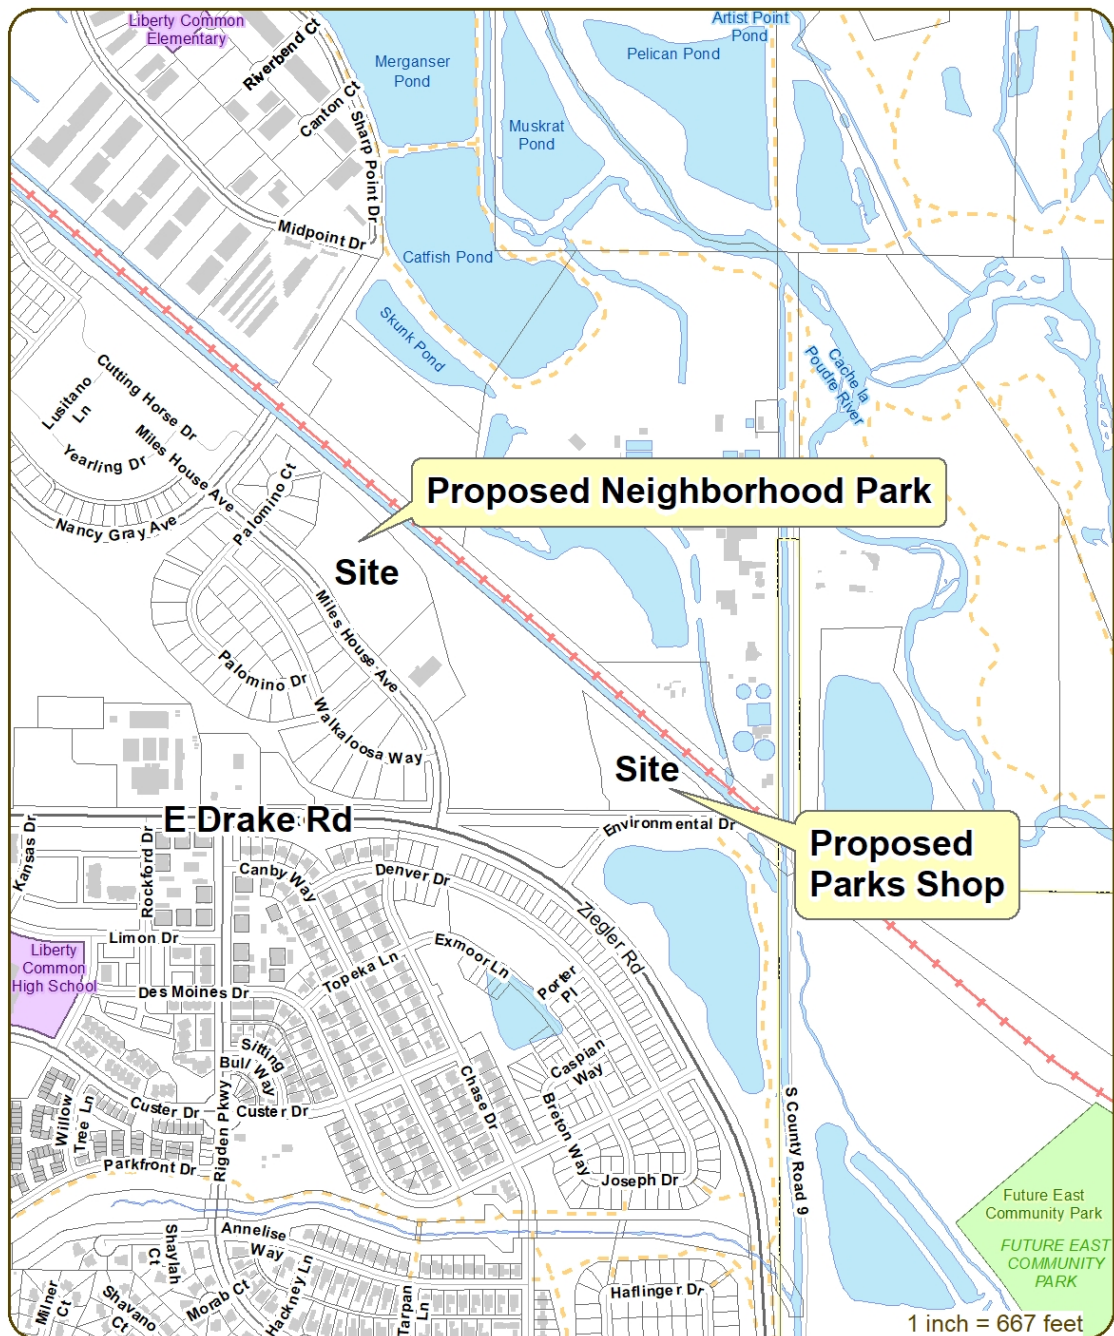 Liberty Common
Elementary
Riverbend Ct
Canton Ct
Sharp Point Dr
Midpoint Dr
Merganser
Pond
Muskrat
Pond
Pelican Pond
Artist Point
Pond
Catfish Pond
Skunk Pond
Cache la
Poudre River
Cutting Horse Dr
Lusitano
Ln
Yearling Dr
Miles House Ave
Nancy Gray Ave
Palomino Ct
Proposed Neighborhood Park
Site
Miles House Ave
Palomino Dr
Walkaloosa Way
Site
Proposed
Parks Shop
E Drake Rd
Environmental Dr
Kansas Dr
Rockford Dr
Canby Way
Denver Dr
Ziegler Rd
Limon Dr
Liberty
Common
High School
Topeka Ln
Exmoor Ln
Porter
Pl
Des Moines Dr
Sitting
Bull Way
Caspian
Way
Chase Dr
Breton Way
Willow
Tree Ln
Custer Dr
Custer Dr
Rigden Pkwy
Parkfront Dr
Joseph Dr
S County Road 9
Future East
Community Park
FUTURE EAST
COMMUNITY
PARK
Annelise
Way
Shaylah
Ct
Milner
Ct
Shavano
Ct
Morab Ct
Hackney Ln
Tarpan
Ln
Haflinger Dr
1 inch = 667 feet